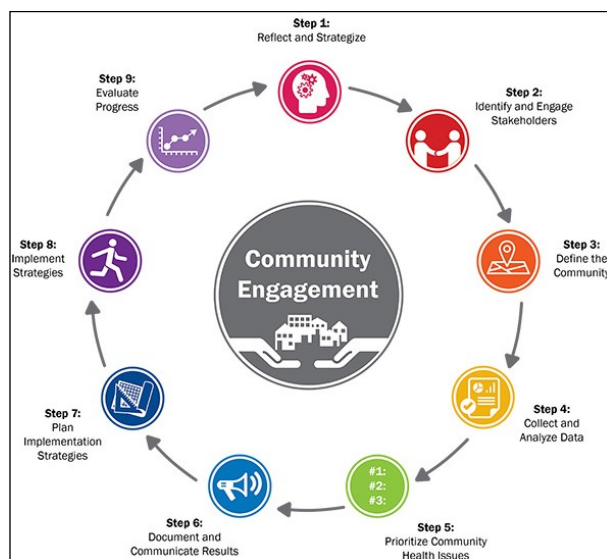 Step 1:
Reflect and Strategize
Step 2:
Identify and Engage
Stakeholders
Step 3:
Define the
Community
Step 4:
Collect and
Analyze Data
Step 5:
Prioritize Community
Health Issues
#1:
#2:
#3:
Step 6:
Document and
Communicate Results
Step 7:
Plan
Implementation
Strategies
Step 8:
Implement
Strategies
Step 9:
Evaluate
Progress
Community
Engagement